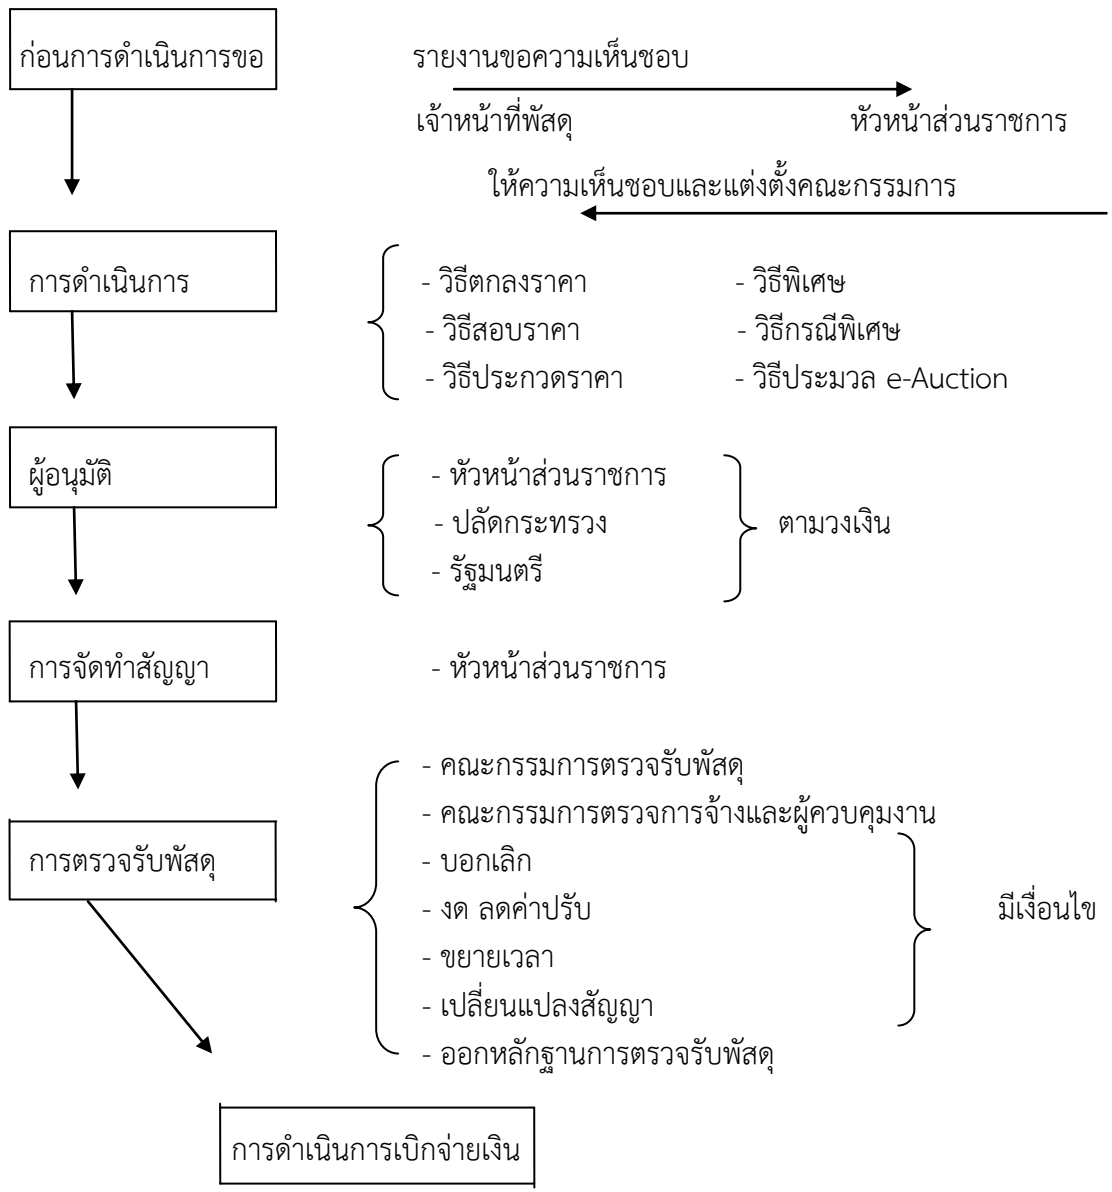 ก่อนการดำเนินการขอ
รายงานขอความเห็นชอบ
เจ้าหน้าที่พัสดุ หัวหน้าส่วนราชการ
ให้ความเห็นชอบและแต่งตั้งคณะกรรมการ
การดำเนินการ
- วิธีตกลงราคา - วิธีพิเศษ
- วิธีสอบราคา - วิธีกรณีพิเศษ
- วิธีประกวดราคา - วิธีประมวล e-Auction
ผู้อนุมัติ
- หัวหน้าส่วนราชการ
- ปลัดกระทรวง
- รัฐมนตรี
ตามวงเงิน
การจัดทำสัญญา
- หัวหน้าส่วนราชการ
การตรวจรับพัสดุ
- คณะกรรมการตรวจรับพัสดุ
- คณะกรรมการตรวจการจ้างและผู้ควบคุมงาน
- บอกเลิก
- งด ลดค่าปรับ
- ขยายเวลา
- เปลี่ยนแปลงสัญญา
- ออกหลักฐานการตรวจรับพัสดุ
มีเงื่อนไข
การดำเนินการเบิกจ่ายเงิน